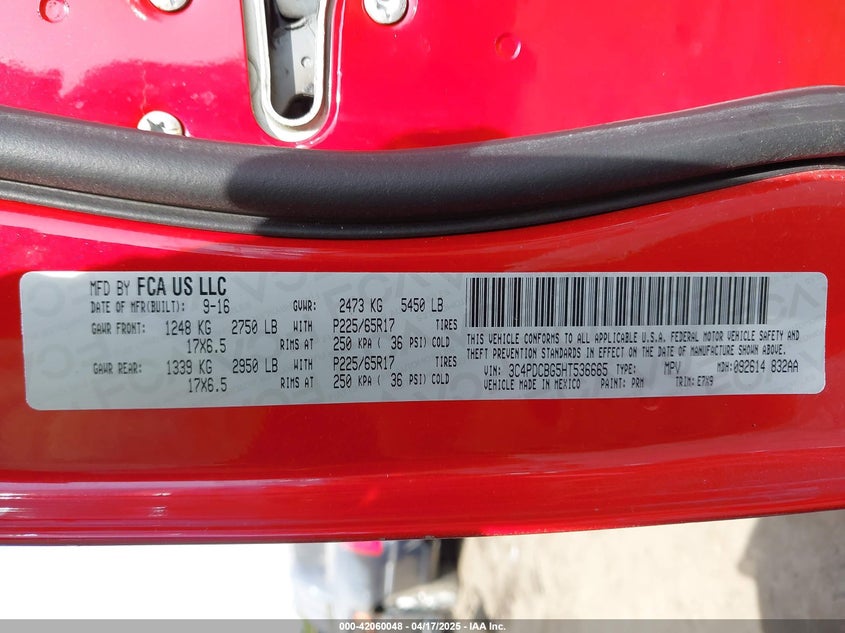 MFD BY FCA US LLC
DATE OF MFR(BUILT): 9-16 GVWR: 2473 KG 5450 LB
GAWR FRONT: 1248 KG 2750 LB WITH P225/65R17 TIRES
17X6.5 RIMS AT 250 KPA ( 36 PSI) COLD
GAWR REAR: 1339 KG 2950 LB WITH P225/65R17 TIRES
17X6.5 RIMS AT 250 KPA ( 36 PSI) COLD
THIS VEHICLE CONFORMS TO ALL APPLICABLE U.S.A. FEDERAL MOTOR VEHICLE SAFETY AND
THEFT PREVENTION STANDARDS IN EFFECT ON THE DATE OF MANUFACTURE SHOWN ABOVE.
VIN: 3C4PDCBG5HT536665 TYPE: MPV MDH: 092614 832AA
VEHICLE MADE IN MEXICO PAINT: PRM TRIM: E7X9
000-42060048 - 04/17/2025 - IAAI.COM